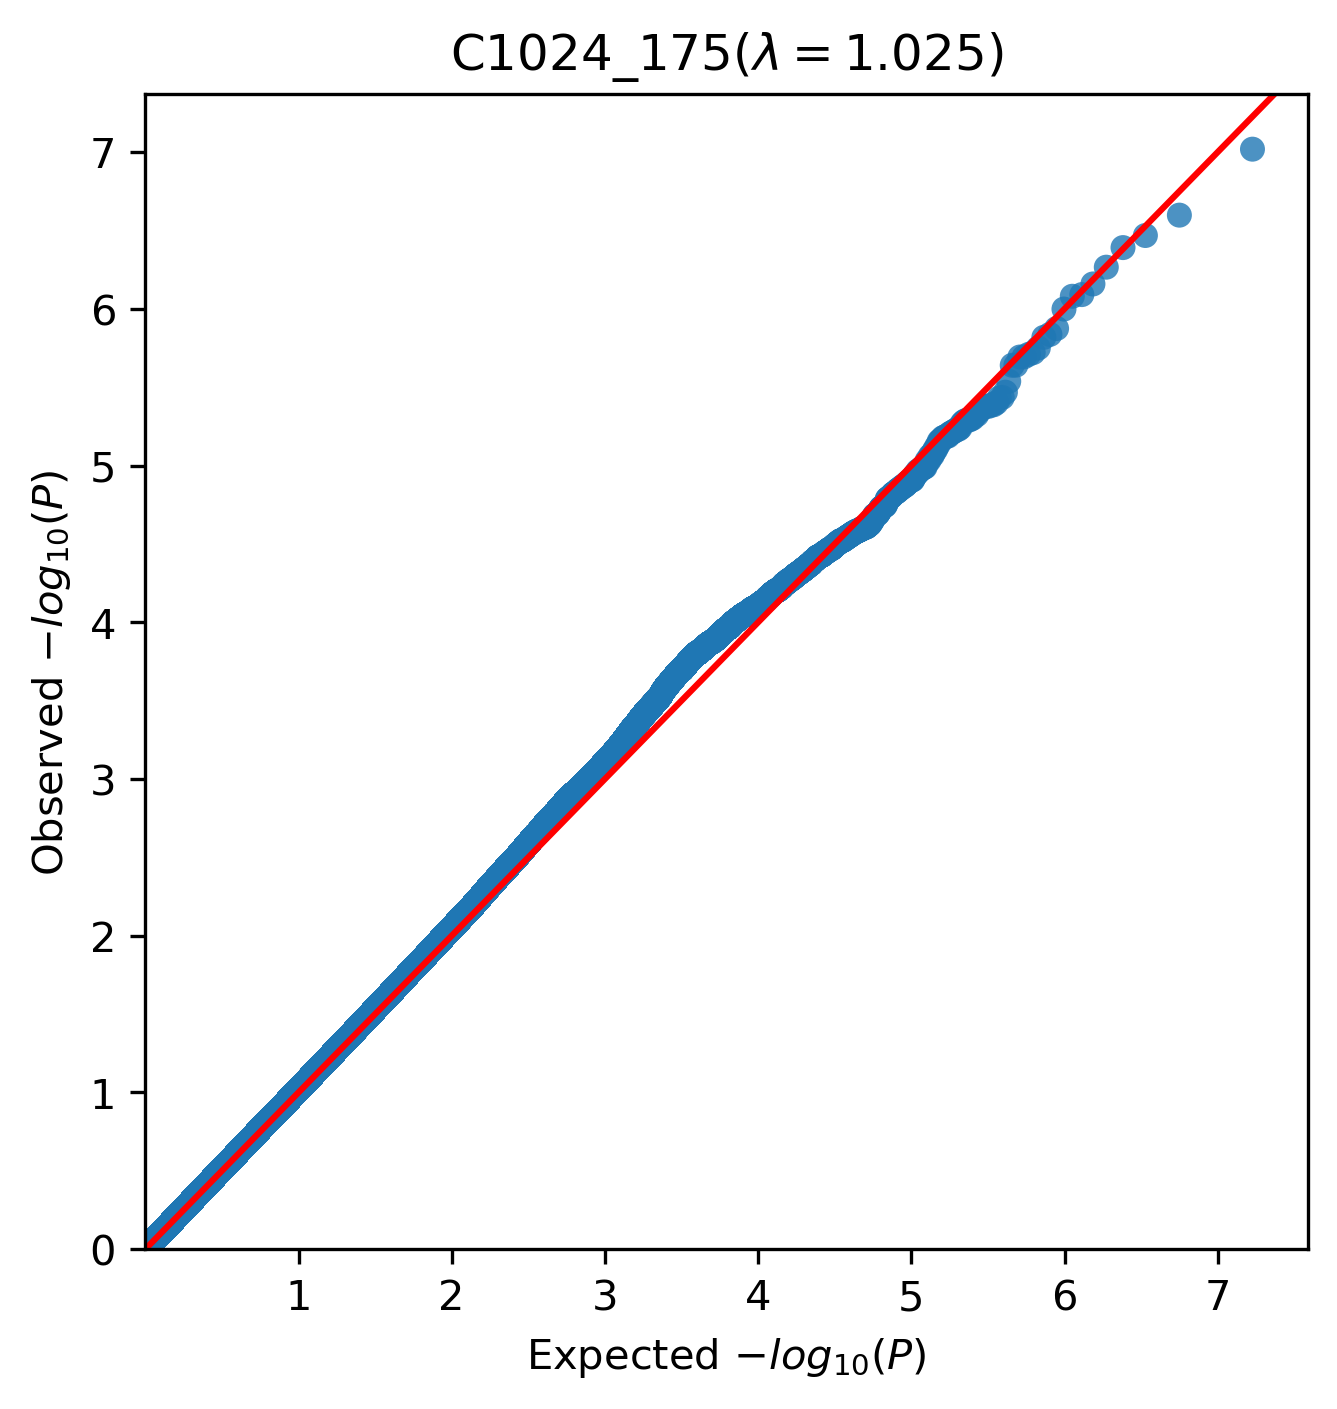 C1024_175(λ = 1.025)
7
6
5
4
3
2
1
0
Observed −log10(P)
1 2 3 4 5 6 7
Expected −log10(P)